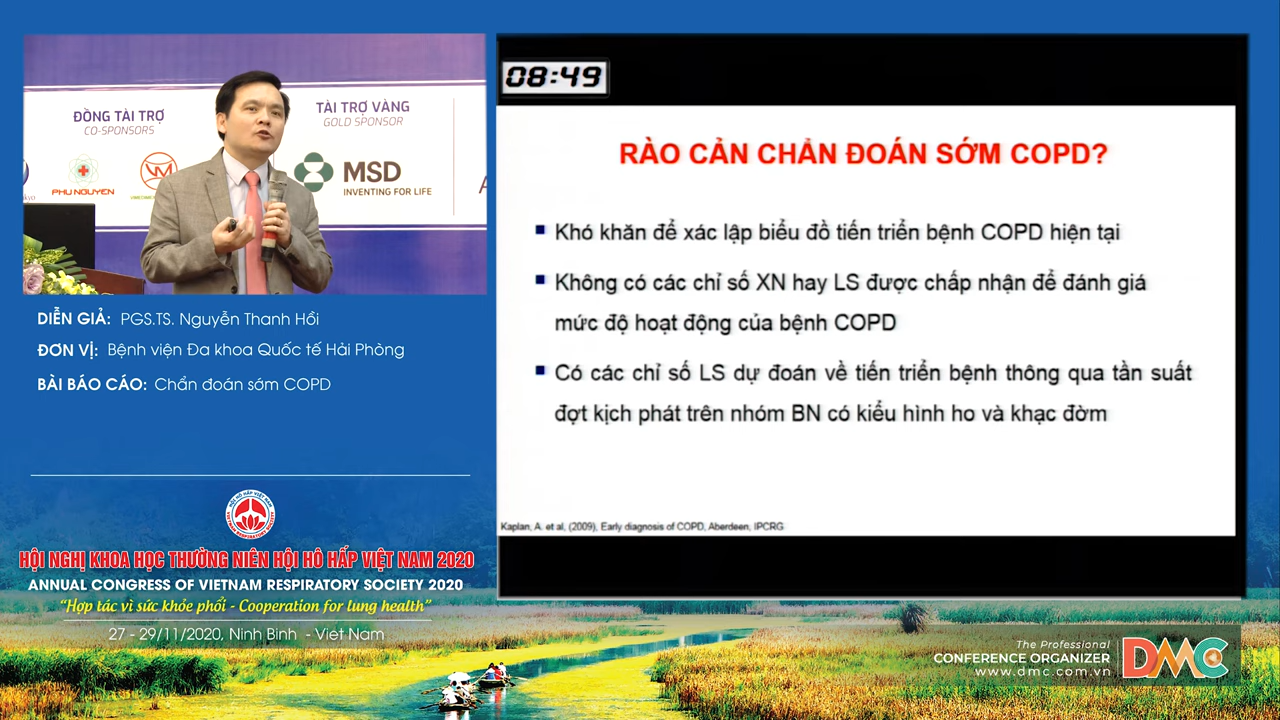 ĐỒNG TÀI TRỢ
CO-SPONSORS
TÀI TRỢ VÀNG
GOLD SPONSOR
PHU NGUYEN
MSD
INVENTING FOR LIFE
DIỄN GIẢ: PGS.TS. Nguyễn Thanh Hồi
ĐƠN VỊ: Bệnh viện Đa khoa Quốc tế Hải Phòng
BÀI BÁO CÁO: Chẩn đoán sớm COPD
HỘI NGHỊ KHOA HỌC THƯỜNG NIÊN HỘI HÔ HẤP VIỆT NAM 2020
ANNUAL CONGRESS OF VIETNAM RESPIRATORY SOCIETY 2020
“Hợp tác vì sức khỏe phổi - Cooperation for lung health”
27 - 29/11/2020, Ninh Bình - Viet Nam
08:49
RÀO CẢN CHẨN ĐOÁN SỚM COPD?
Khó khăn để xác lập biểu đồ tiến triển bệnh COPD hiện tại
Không có các chỉ số XN hay LS được chấp nhận để đánh giá
mức độ hoạt động của bệnh COPD
Có các chỉ số LS dự đoán về tiến triển bệnh thông qua tần suất
đợt kịch phát trên nhóm BN có kiểu hình ho và khạc đờm
Kaplan, A. et al, (2009), Early diagnosis of COPD, Aberdeen; IPCRG
The Professional
CONFERENCE ORGANIZER
www.dmc.com.vn
DMC